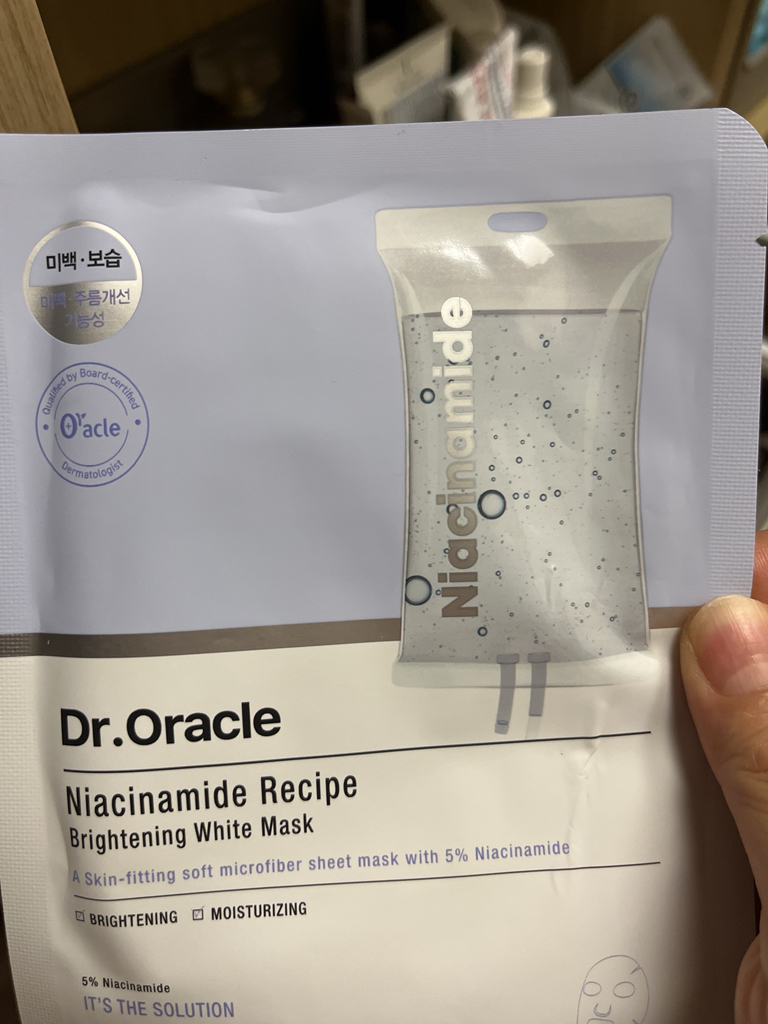 미백·보습
미백·주름개선
기능성
Qualified by Board-certified
Oracle
Dermatologist
Niacinamide
Dr.Oracle
Niacinamide Recipe
Brightening White Mask
A Skin-fitting soft microfiber sheet mask with 5% Niacinamide
☑ BRIGHTENING ☑ MOISTURIZING
5% Niacinamide
IT'S THE SOLUTION